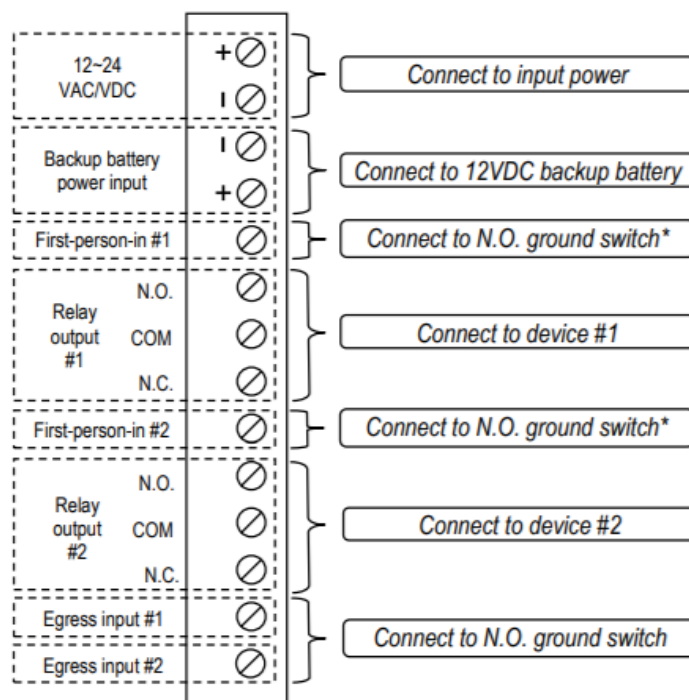 12~24
VAC/VDC
+
−
Connect to input power
Backup battery
power input
−
+
Connect to 12VDC backup battery
First-person-in #1
Connect to N.O. ground switch*
Relay
output
#1
N.O.
COM
N.C.
Connect to device #1
First-person-in #2
Connect to N.O. ground switch*
Relay
output
#2
N.O.
COM
N.C.
Connect to device #2
Egress input #1
Egress input #2
Connect to N.O. ground switch